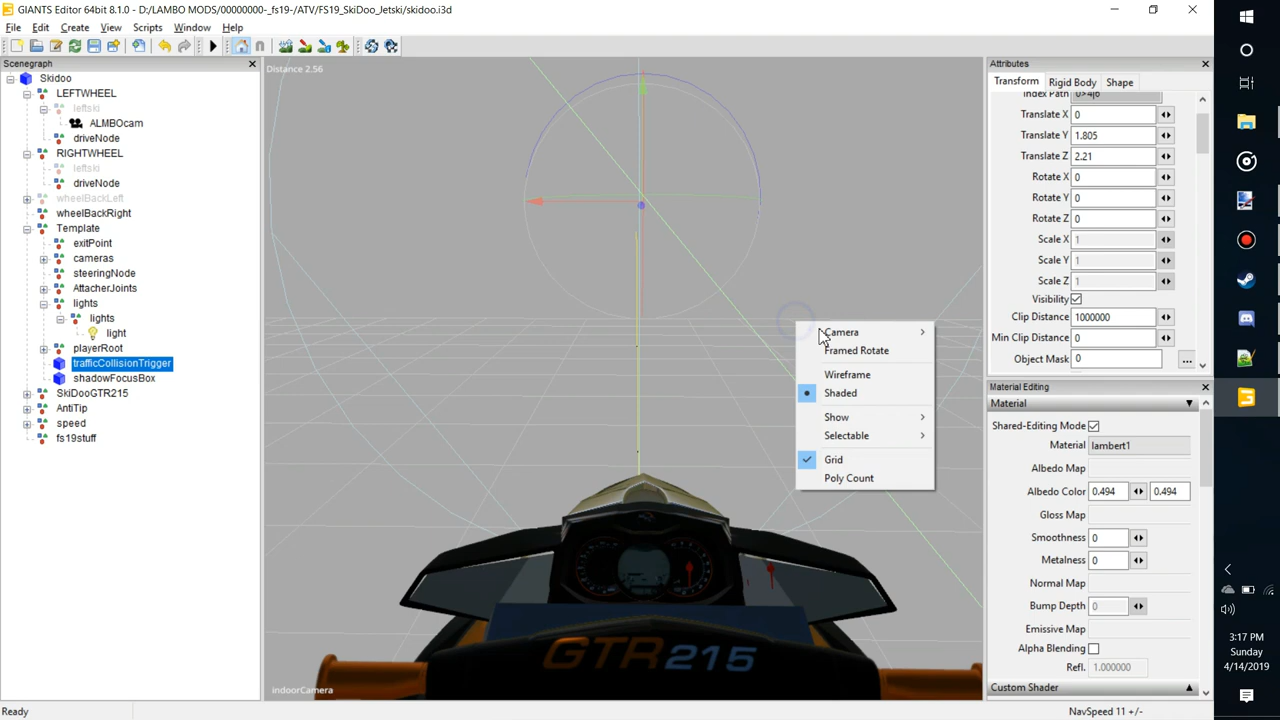 GIANTS Editor 64bit 8.1.0 - D:/LAMBO MODS/00000000-_fs19-/ATV/FS19_SkiDoo_Jetski/skidoo.i3d
File Edit Create View Scripts Window Help
Scenegraph
Skidoo
LEFTWHEEL
leftski
ALMBOcam
driveNode
RIGHTWHEEL
leftski
driveNode
wheelBackLeft
wheelBackRight
Template
exitPoint
cameras
steeringNode
AttacherJoints
lights
lights
light
playerRoot
trafficCollisionTrigger
shadowFocusBox
SkiDooGTR215
AntiTip
speed
fs19stuff
Distance 2.56
Camera
Framed Rotate
Wireframe
Shaded
Show
Selectable
Grid
Poly Count
GTR215
indoorCamera
Attributes
Transform Rigid Body Shape
Index Path 0>4|6
Translate X 0
Translate Y 1.805
Translate Z 2.21
Rotate X 0
Rotate Y 0
Rotate Z 0
Scale X 1
Scale Y 1
Scale Z 1
Visibility
Clip Distance 1000000
Min Clip Distance 0
Object Mask 0 ...
Material Editing
Material
Shared-Editing Mode
Material lambert1
Albedo Map
Albedo Color 0.494 0.494
Gloss Map
Smoothness 0
Metalness 0
Normal Map
Bump Depth 0
Emissive Map
Alpha Blending
Refl. 1.000000
Custom Shader
Ready
NavSpeed 11 +/-
3:17 PM
Sunday
4/14/2019